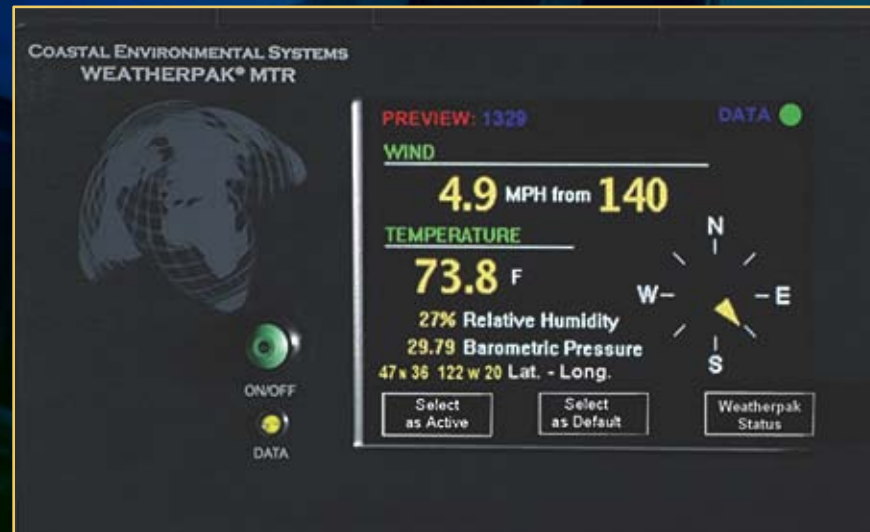 COASTAL ENVIRONMENTAL SYSTEMS
WEATHERPAK® MTR
PREVIEW: 1329 DATA
WIND
4.9 MPH from 140
TEMPERATURE
73.8 F
N
W E
S
27% Relative Humidity
29.79 Barometric Pressure
47 N 36 122 W 20 Lat. - Long.
Select as Active
Select as Default
Weatherpak Status
ON/OFF
DATA